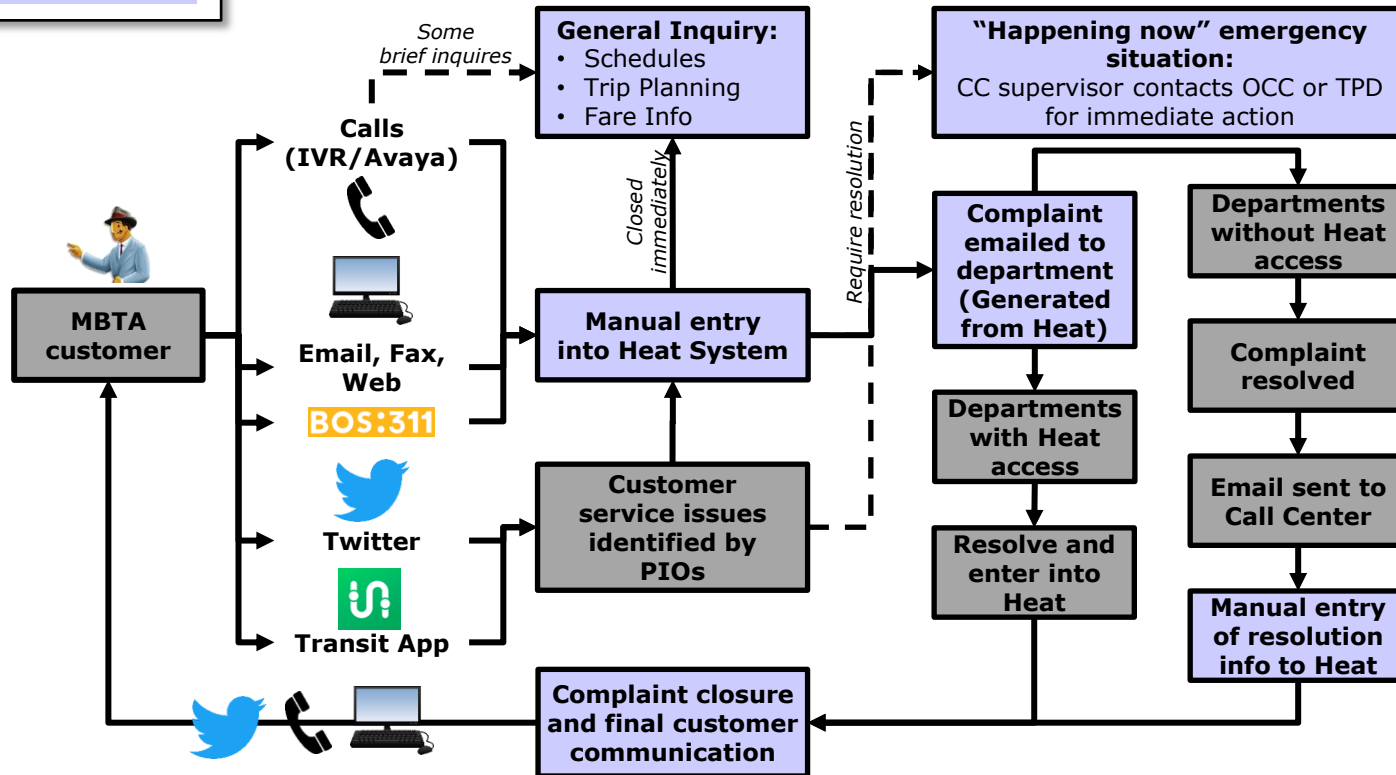 Some
brief inquires
General Inquiry:
• Schedules
• Trip Planning
• Fare Info
"Happening now" emergency
situation:
CC supervisor contacts OCC or TPD
for immediate action
Calls
(IVR/Avaya)
Closed
immediately
Require resolution
MBTA
customer
Email, Fax,
Web
BOS:311
Twitter
Transit App
Manual entry
into Heat System
Customer
service issues
identified by
PIOs
Complaint
emailed to
department
(Generated
from Heat)
Departments
with Heat
access
Resolve and
enter into
Heat
Departments
without Heat
access
Complaint
resolved
Email sent to
Call Center
Manual entry
of resolution
info to Heat
Complaint closure
and final customer
communication